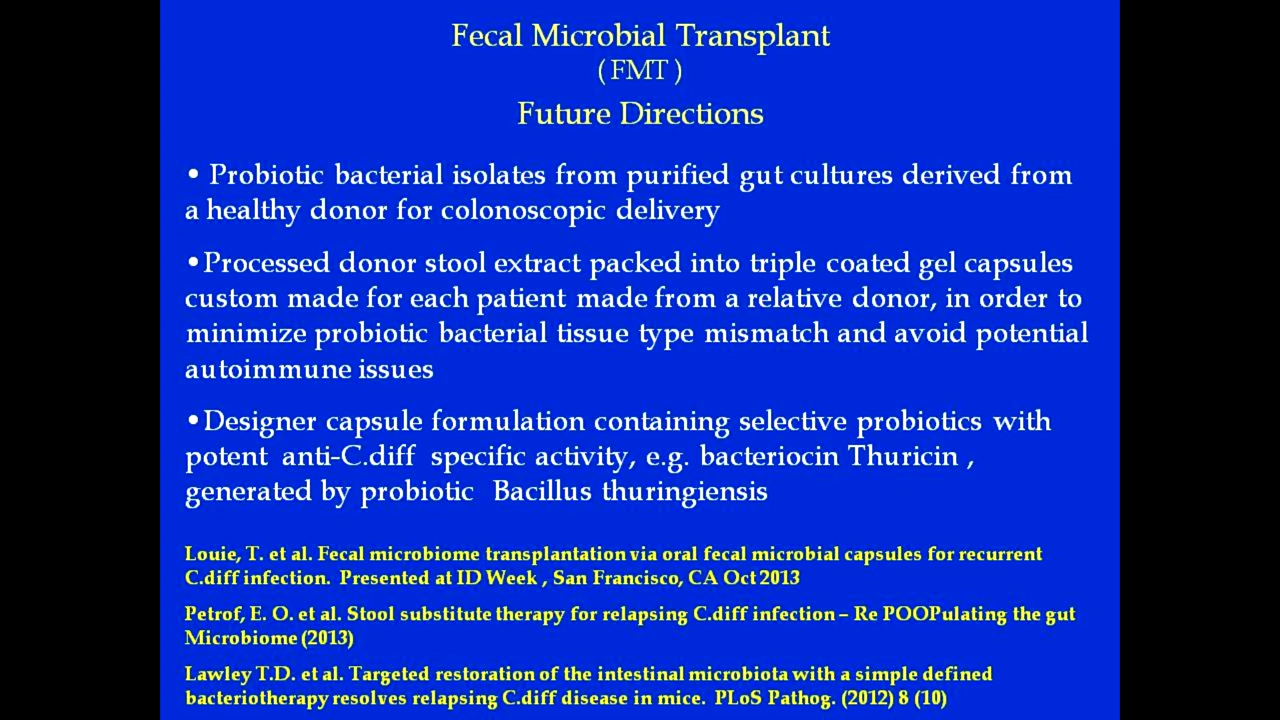 Fecal Microbial Transplant
( FMT )
Future Directions
• Probiotic bacterial isolates from purified gut cultures derived from
a healthy donor for colonoscopic delivery
•Processed donor stool extract packed into triple coated gel capsules
custom made for each patient made from a relative donor, in order to
minimize probiotic bacterial tissue type mismatch and avoid potential
autoimmune issues
•Designer capsule formulation containing selective probiotics with
potent anti-C.diff specific activity, e.g. bacteriocin Thuricin ,
generated by probiotic Bacillus thuringiensis
Louie, T. et al. Fecal microbiome transplantation via oral fecal microbial capsules for recurrent
C.diff infection. Presented at ID Week , San Francisco, CA Oct 2013
Petrof, E. O. et al. Stool substitute therapy for relapsing C.diff infection – Re POOPulating the gut
Microbiome (2013)
Lawley T.D. et al. Targeted restoration of the intestinal microbiota with a simple defined
bacteriotherapy resolves relapsing C.diff disease in mice. PLoS Pathog. (2012) 8 (10)